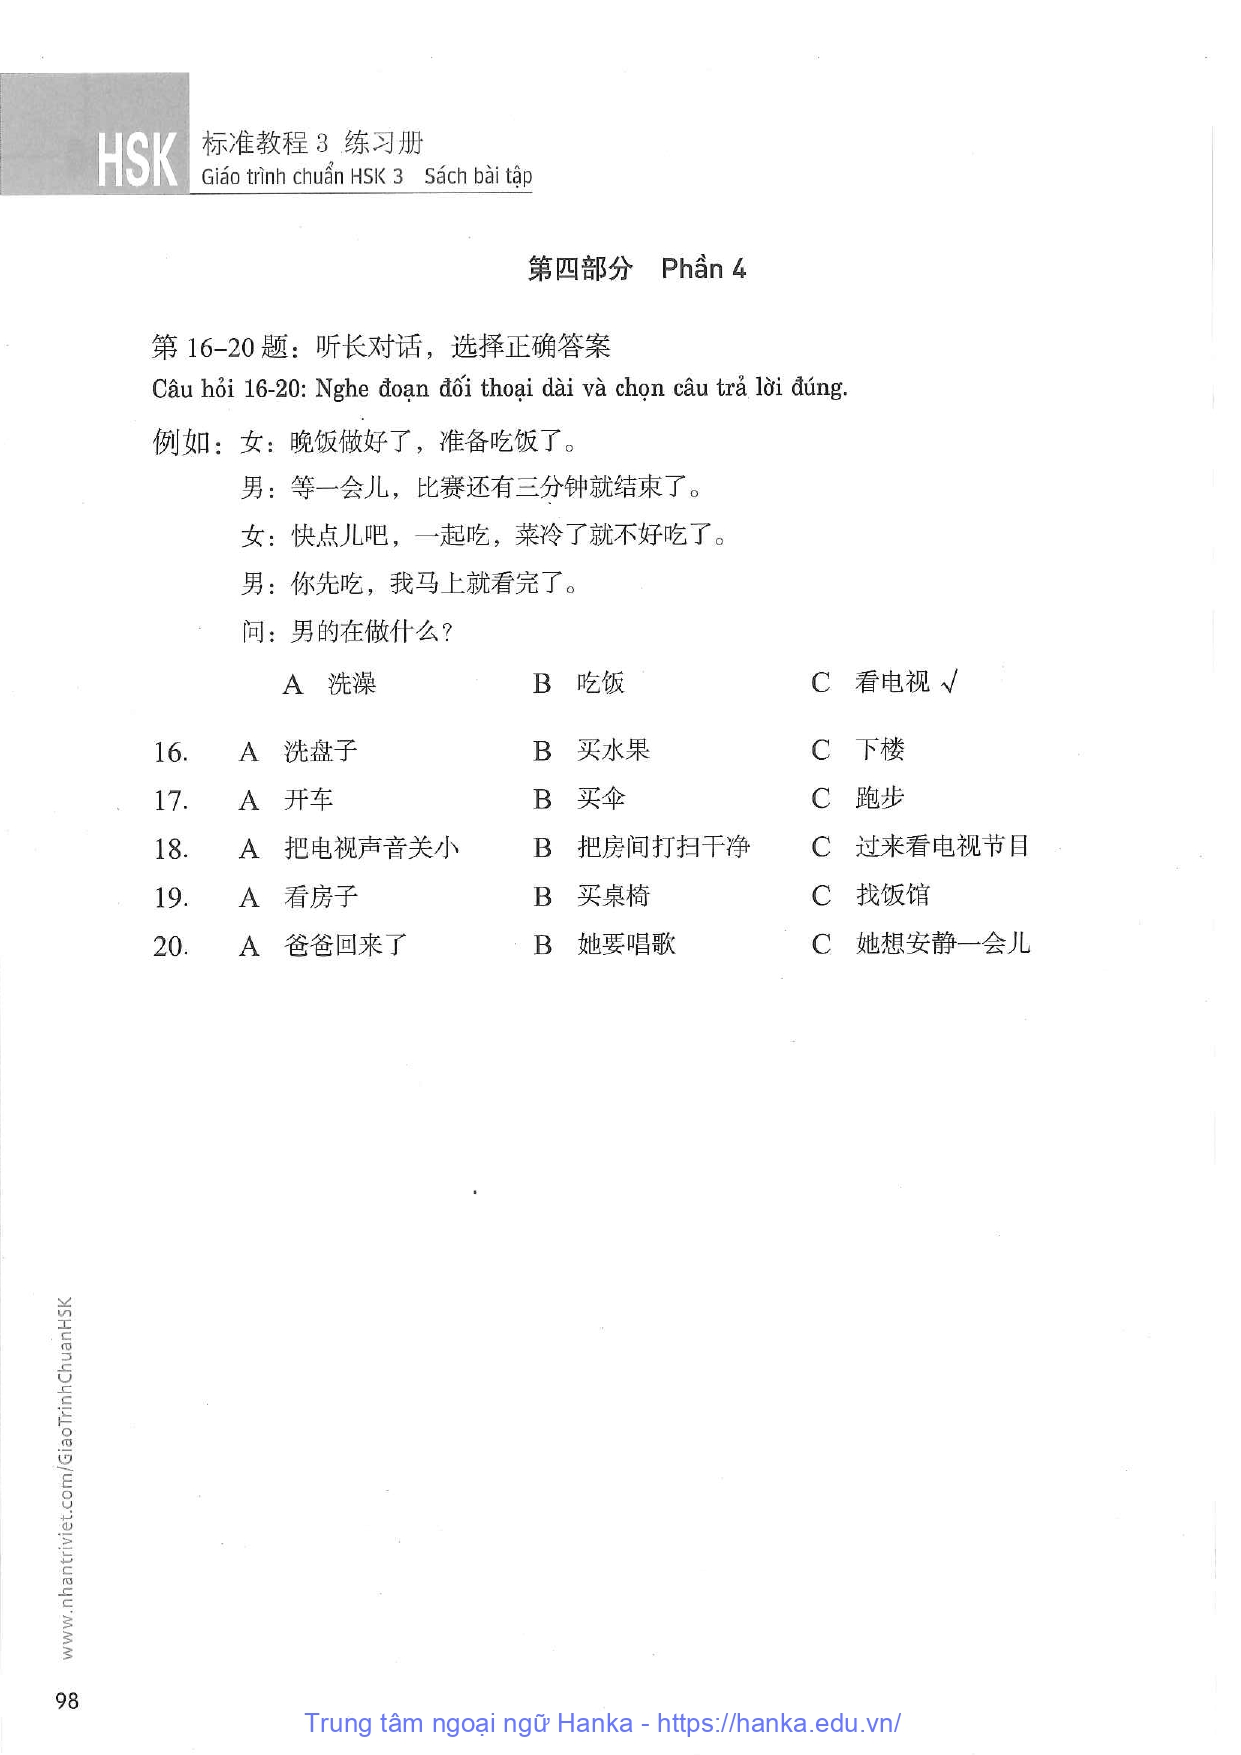 HSK 标准教程 3 练习册
Giáo trình chuẩn HSK 3 Sách bài tập
第四部分 Phần 4
第 16–20 题：听长对话，选择正确答案
Câu hỏi 16-20: Nghe đoạn đối thoại dài và chọn câu trả lời đúng.
例如：女：晚饭做好了，准备吃饭了。
男：等一会儿，比赛还有三分钟就结束了。
女：快点儿吧，一起吃，菜冷了就不好吃了。
男：你先吃，我马上就看完了。
问：男的在做什么？
A 洗澡 B 吃饭 C 看电视 √
16. A 洗盘子 B 买水果 C 下楼
17. A 开车 B 买伞 C 跑步
18. A 把电视声音关小 B 把房间打扫干净 C 过来看电视节目
19. A 看房子 B 买桌椅 C 找饭馆
20. A 爸爸回来了 B 她要唱歌 C 她想安静一会儿
www.nhantriviet.com/GiaoTrinhChuanHSK
98
Trung tâm ngoại ngữ Hanka - https://hanka.edu.vn/